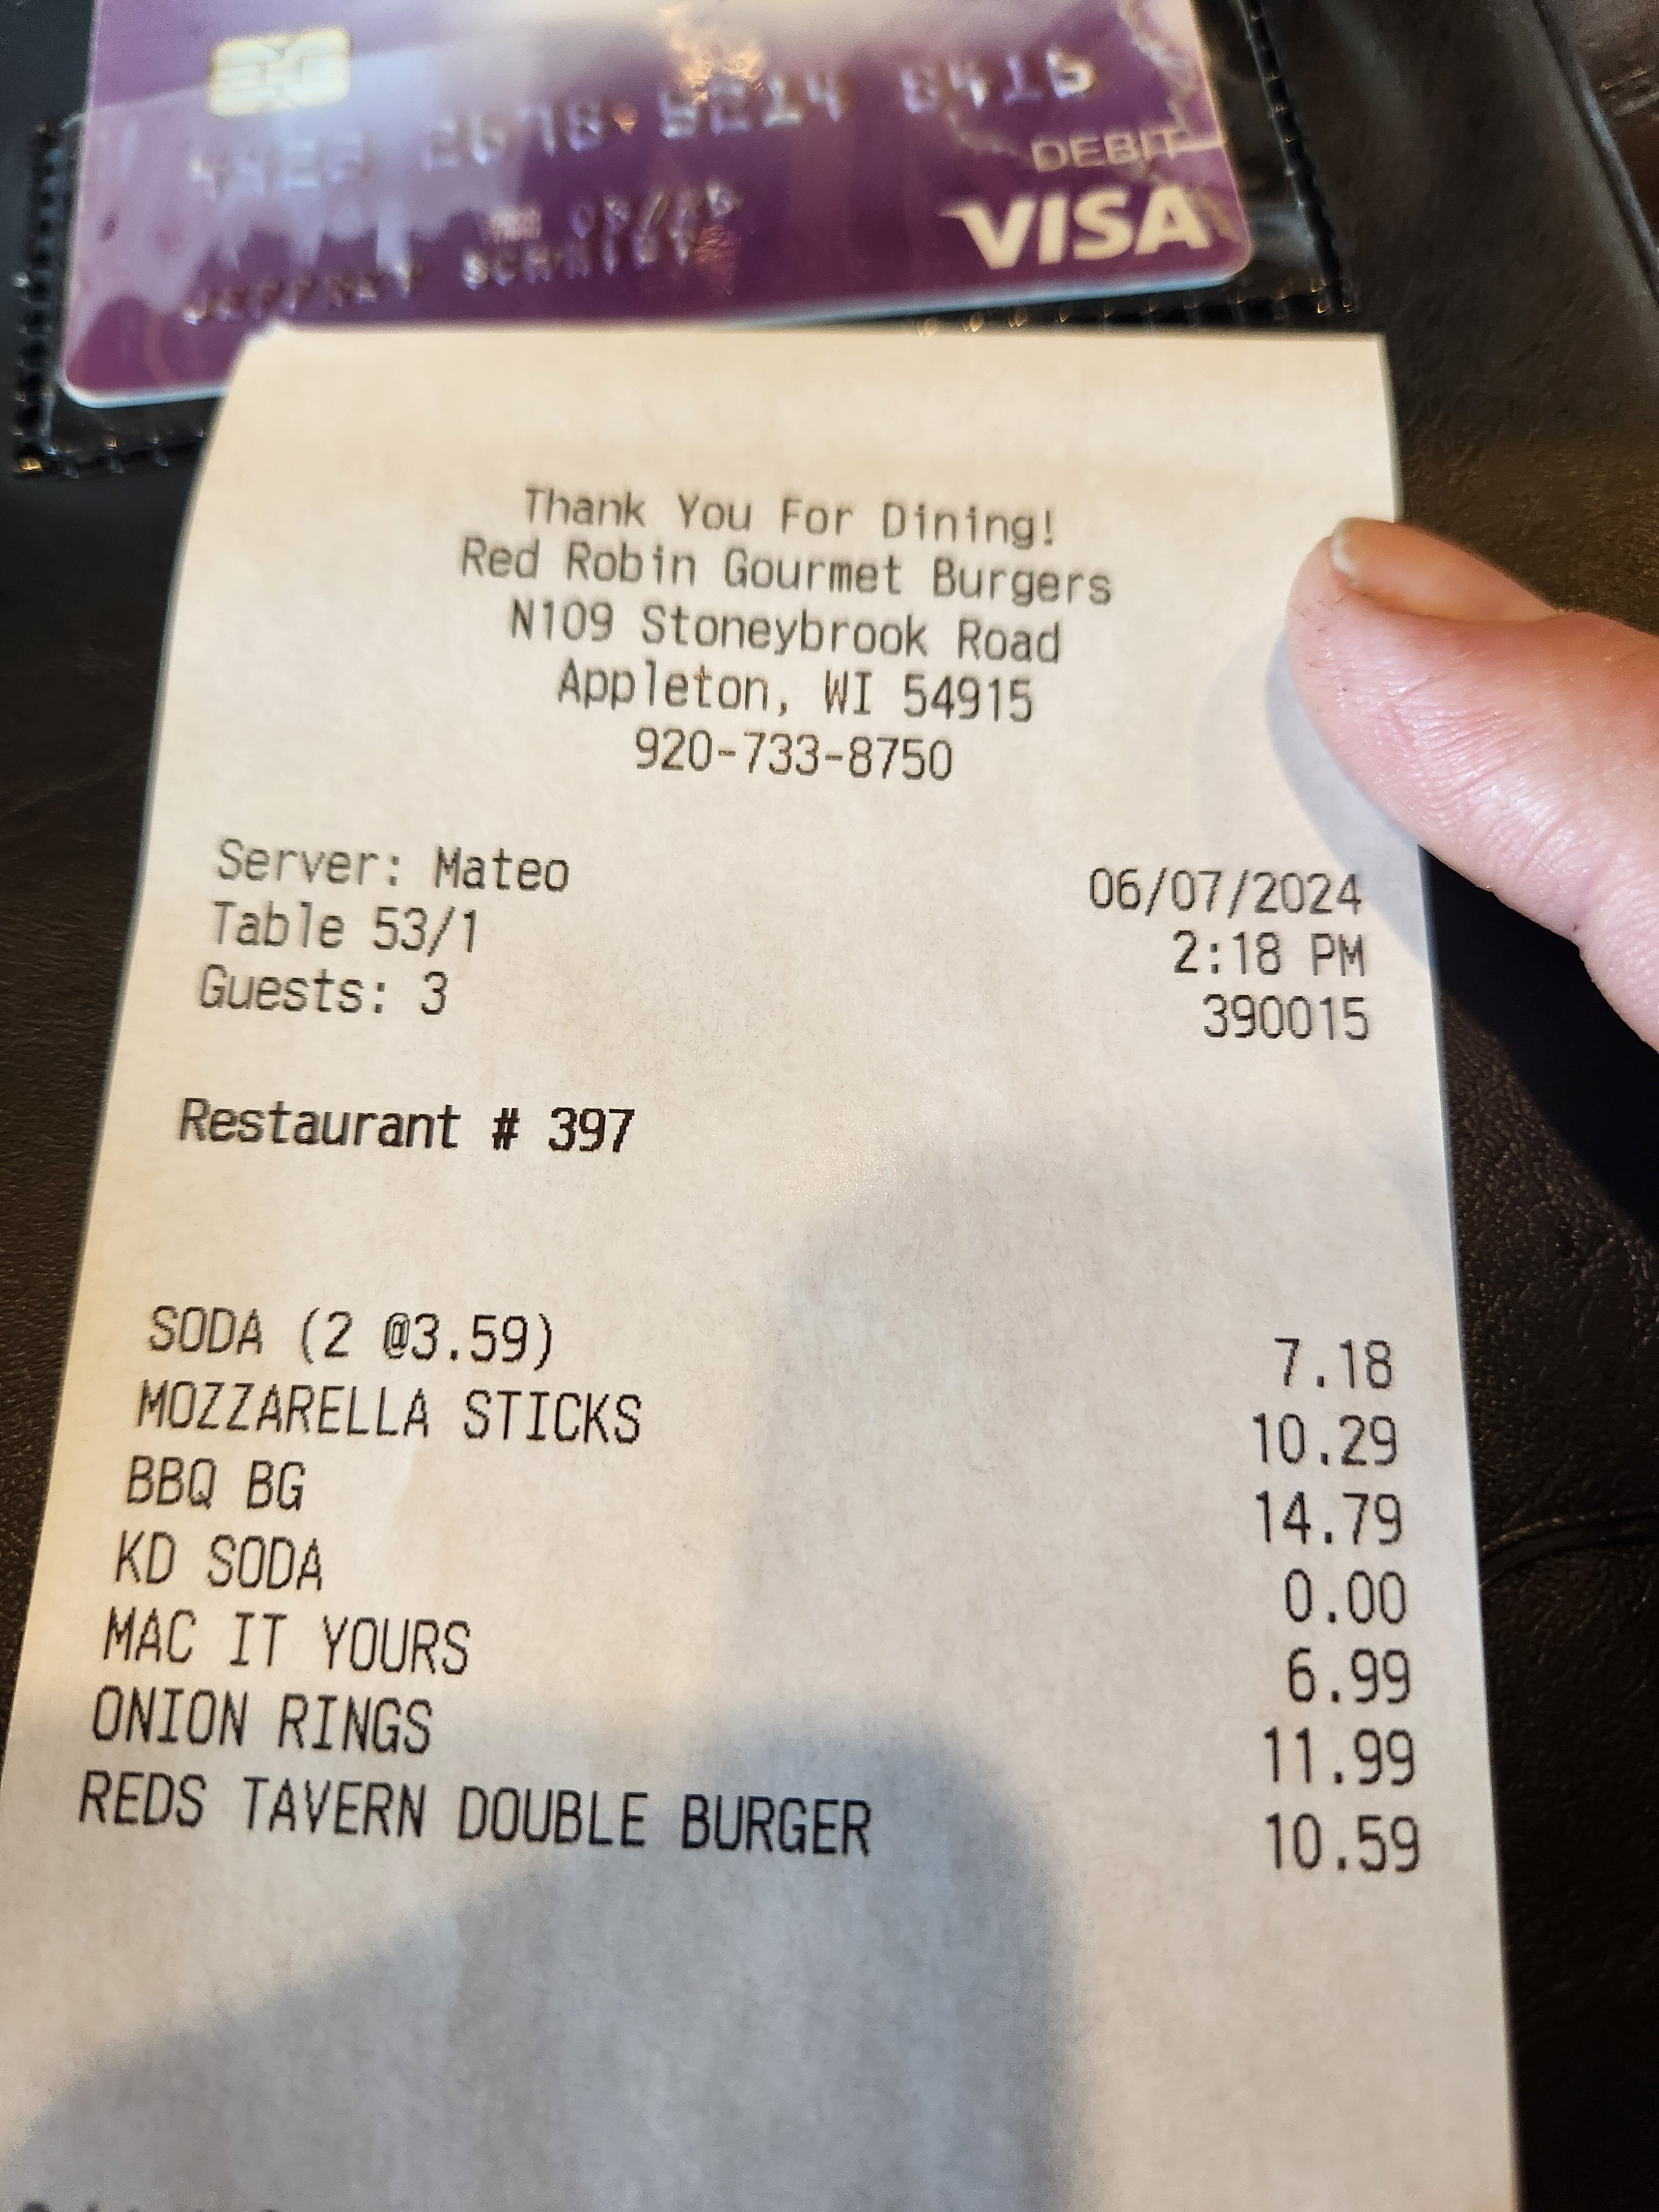 DEBIT
VISA
Thank You For Dining!
Red Robin Gourmet Burgers
N109 Stoneybrook Road
Appleton, WI 54915
920-733-8750
Server: Mateo
06/07/2024
Table 53/1
2:18 PM
Guests: 3
390015
Restaurant # 397
SODA (2 @3.59) 7.18
MOZZARELLA STICKS 10.29
BBQ BG 14.79
KD SODA 0.00
MAC IT YOURS 6.99
ONION RINGS 11.99
REDS TAVERN DOUBLE BURGER 10.59